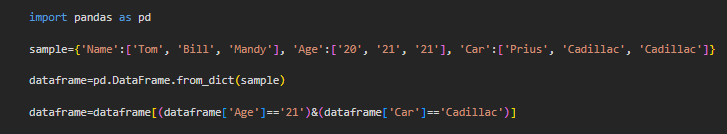 import pandas as pd
sample={'Name':['Tom', 'Bill', 'Mandy'], 'Age':['20', '21', '21'], 'Car':['Prius', 'Cadillac', 'Cadillac']}
dataframe=pd.DataFrame.from_dict(sample)
dataframe=dataframe[(dataframe['Age']=='21')&(dataframe['Car']=='Cadillac')]